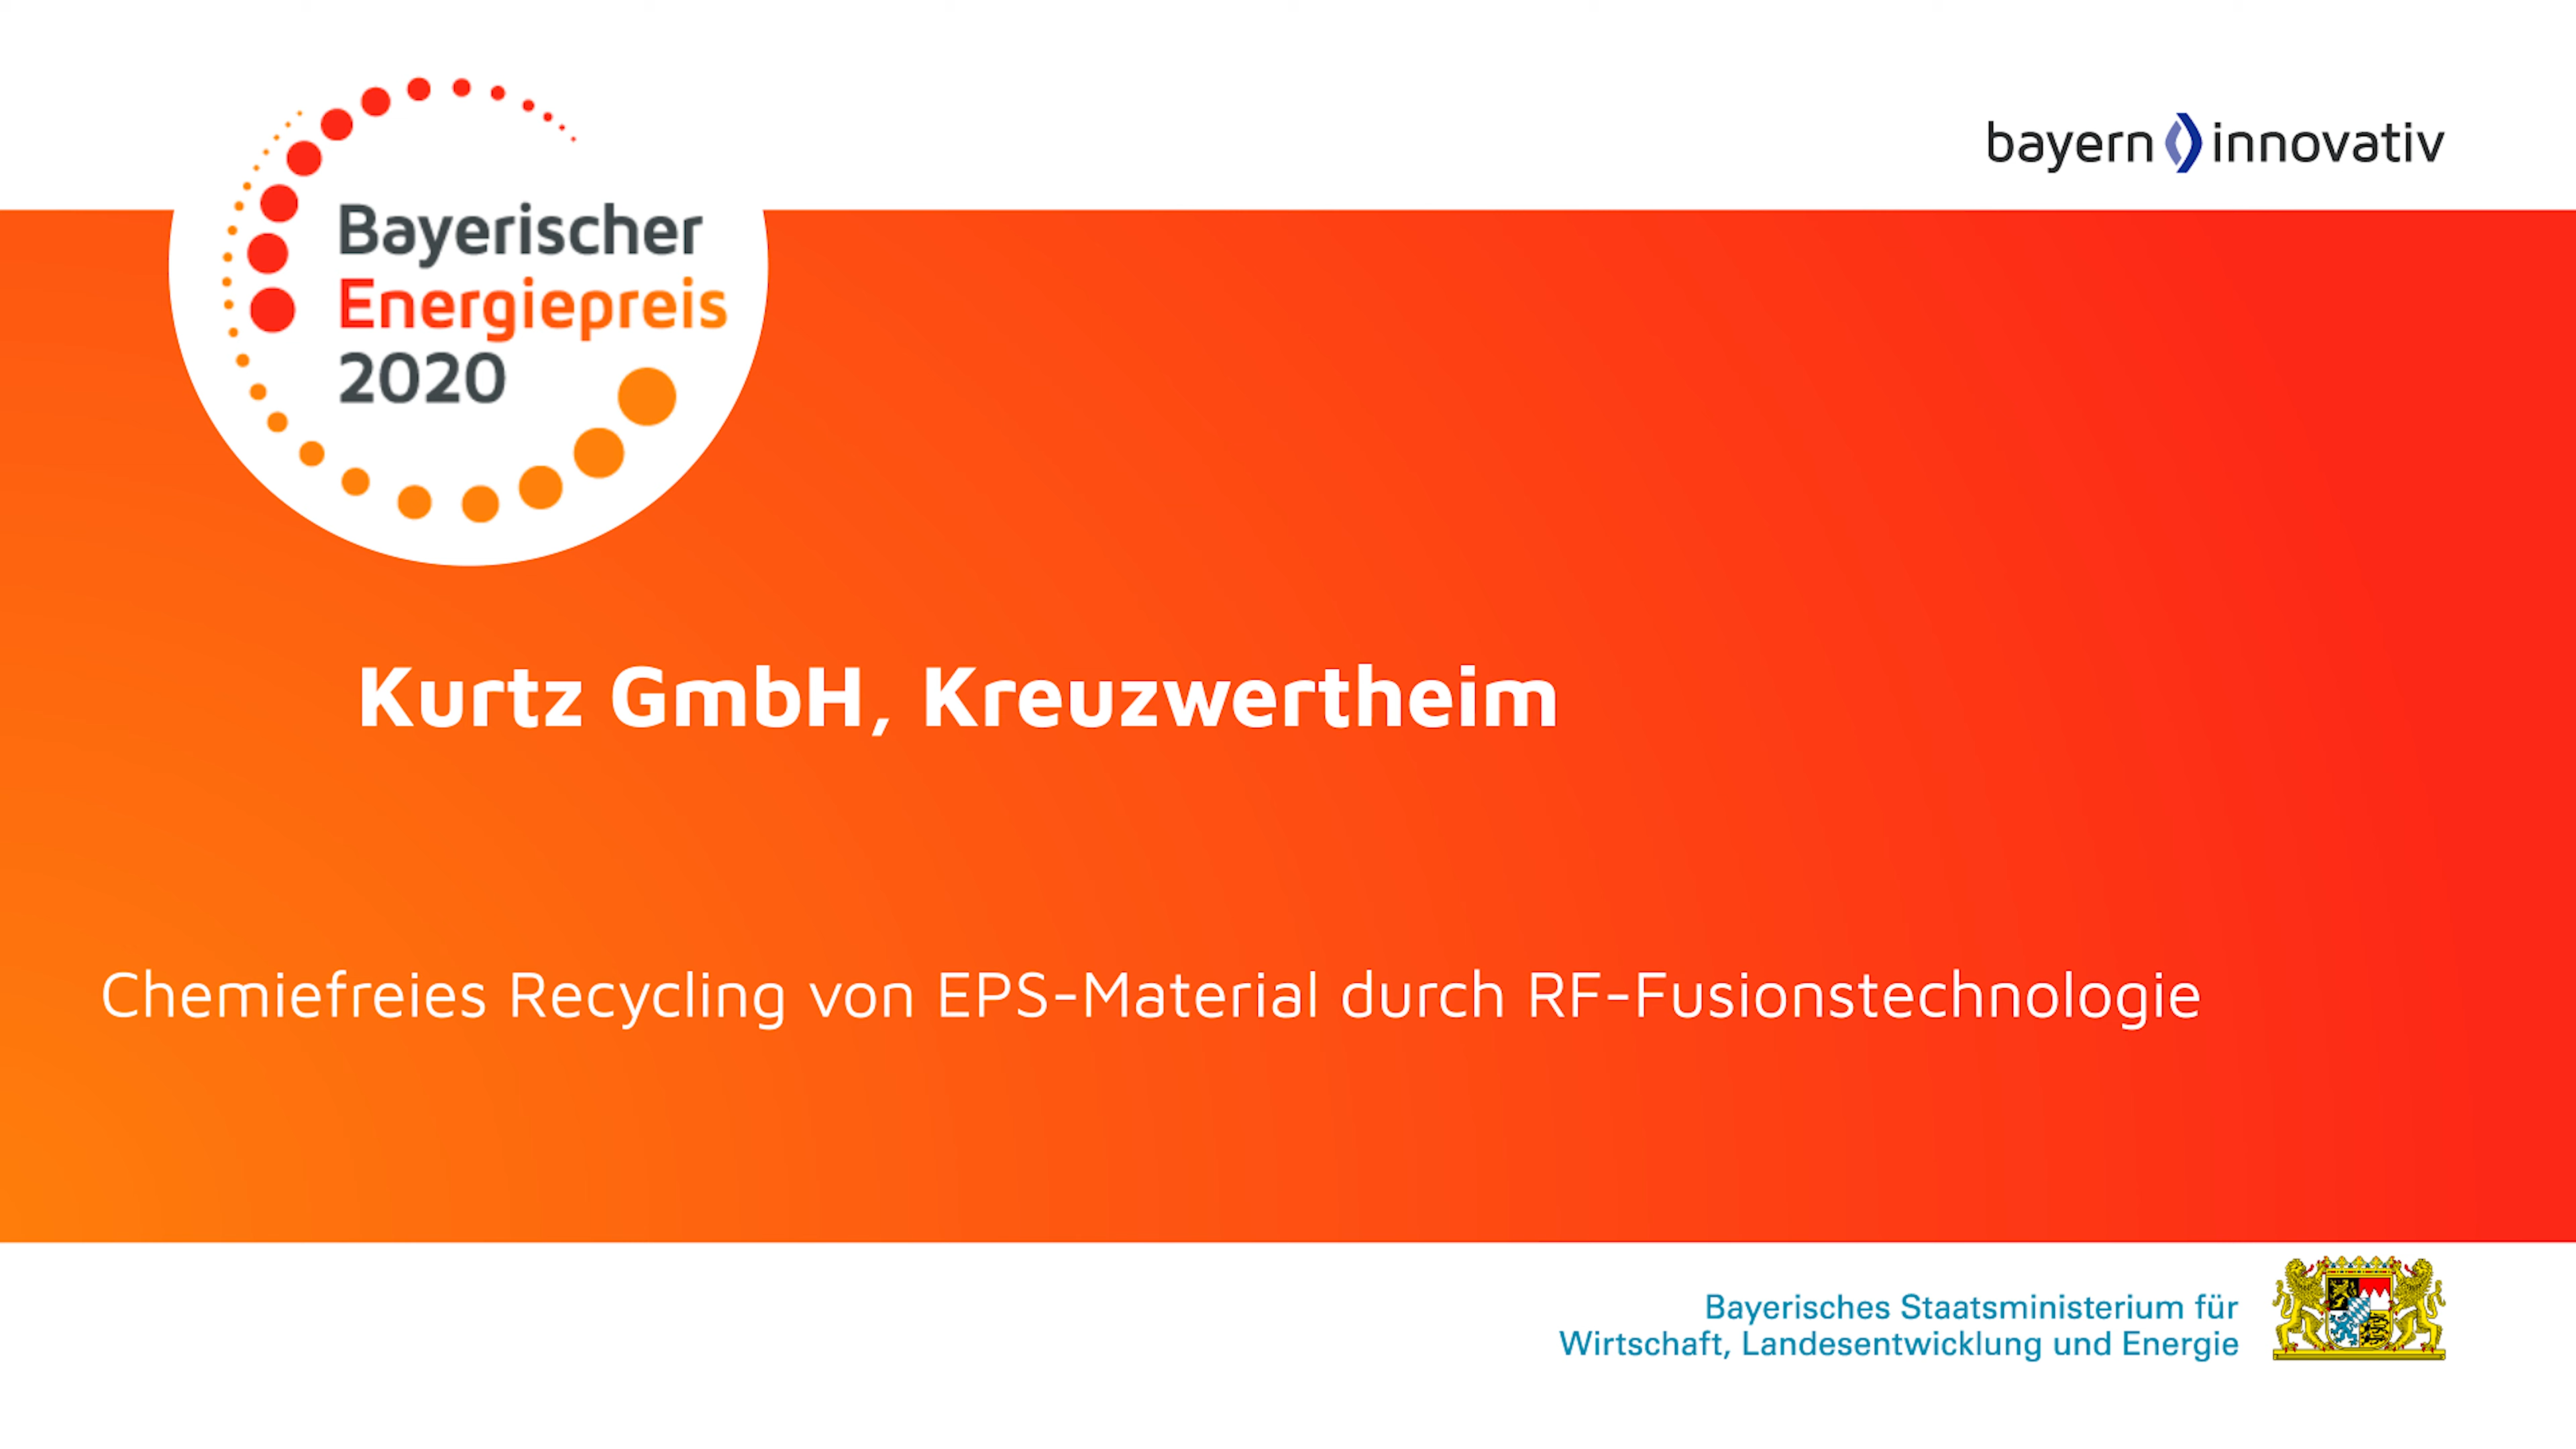 bayern innovativ
Bayerischer
Energiepreis
2020
Kurtz GmbH, Kreuzwertheim
Chemiefreies Recycling von EPS-Material durch RF-Fusionstechnologie
Bayerisches Staatsministerium für
Wirtschaft, Landesentwicklung und Energie